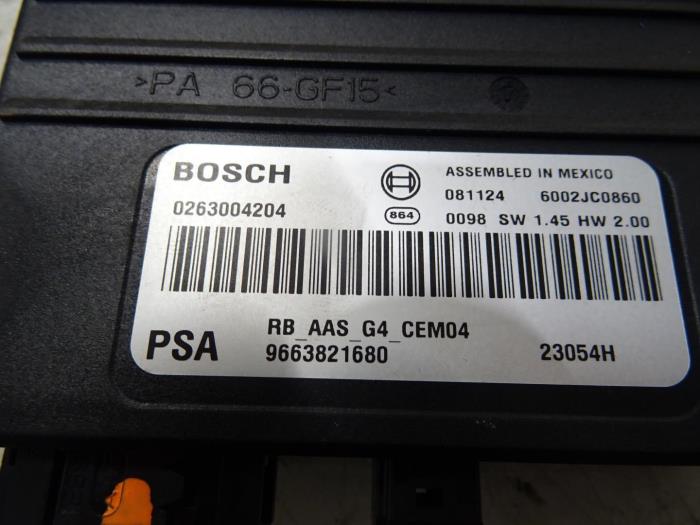 >PA 66-GF15<
BOSCH
ASSEMBLED IN MEXICO
081124 6002JC0860
0263004204
864
0098 SW 1.45 HW 2.00
RB_AAS_G4_CEM04
PSA
9663821680
23054H